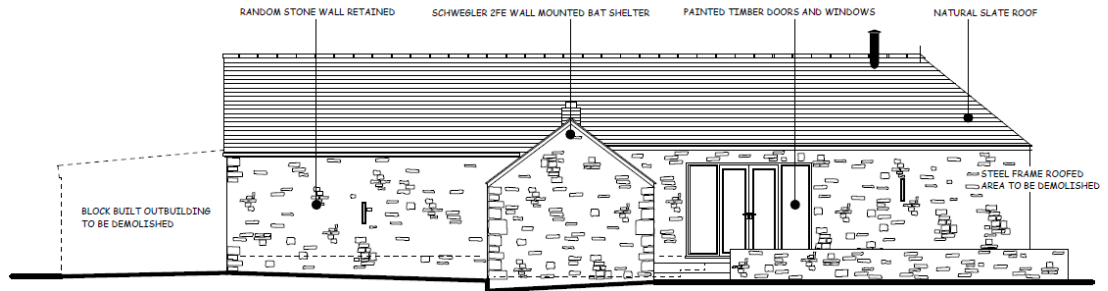 RANDOM STONE WALL RETAINED
SCHWEGLER 2FE WALL MOUNTED BAT SHELTER
PAINTED TIMBER DOORS AND WINDOWS
NATURAL SLATE ROOF
STEEL FRAME ROOFED
AREA TO BE DEMOLISHED
BLOCK BUILT OUTBUILDING
TO BE DEMOLISHED